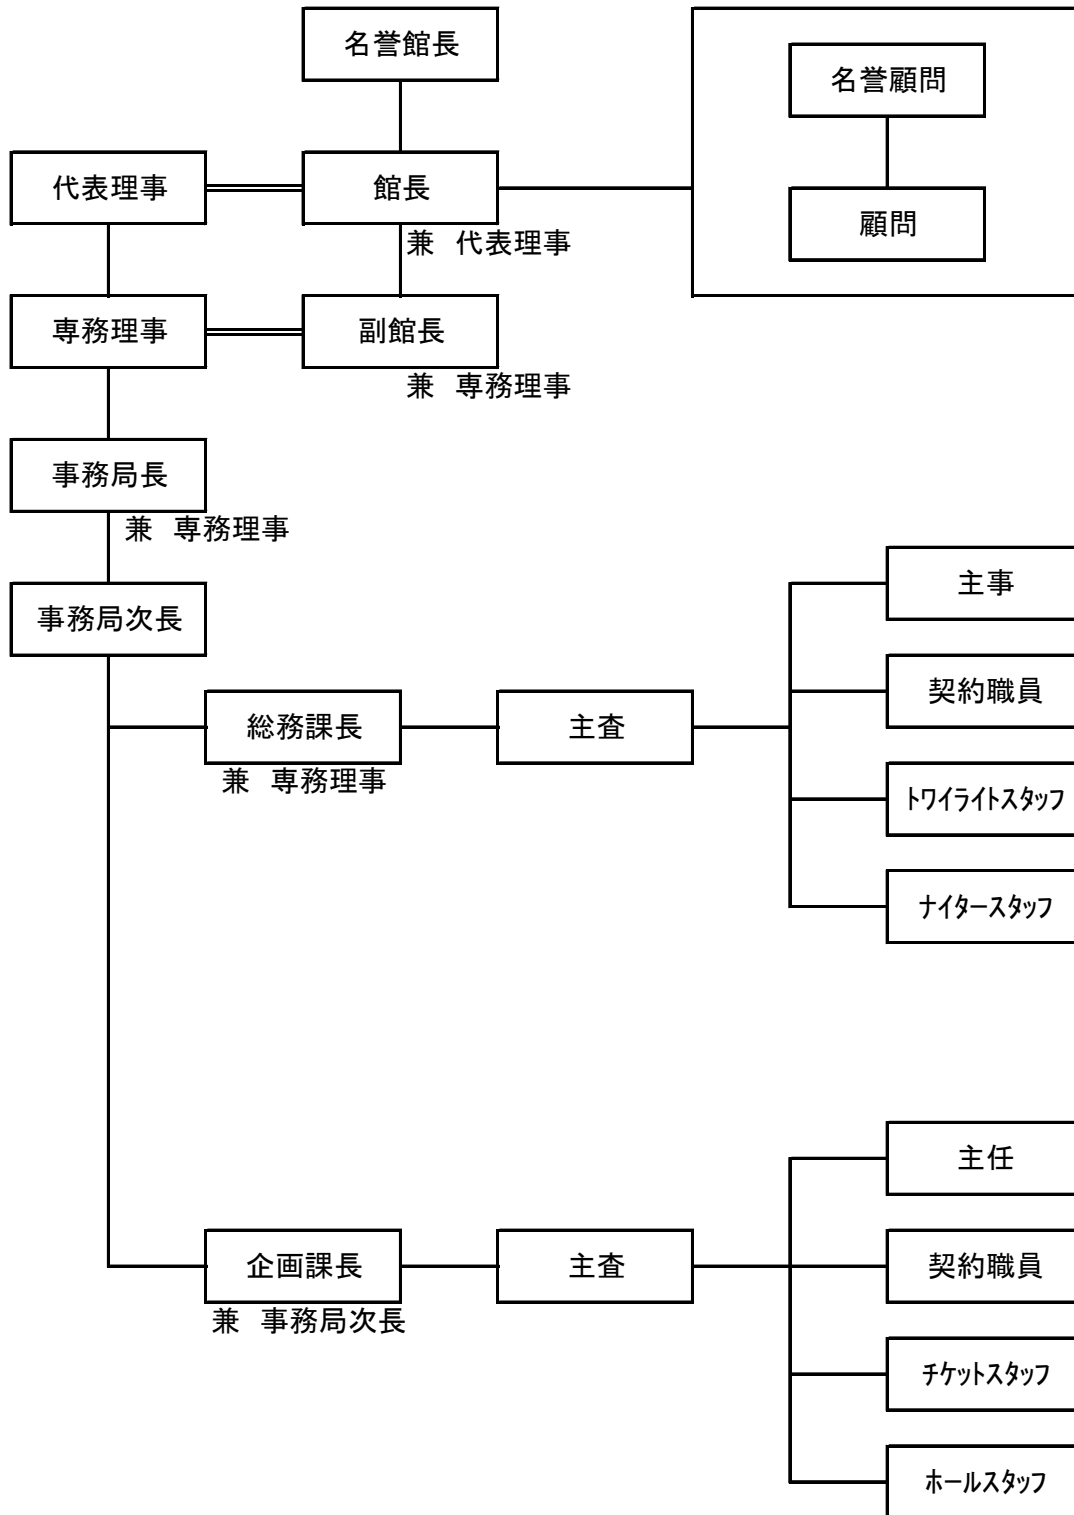 名誉館長
名誉顧問
代表理事
館長
顧問
兼　代表理事
専務理事
副館長
兼　専務理事
事務局長
兼　専務理事
事務局次長
主事
契約職員
総務課長
主査
兼　専務理事
ﾄワイライトスタッフ
ナイタースタッフ
主任
企画課長
主査
契約職員
兼　事務局次長
チケットスタッフ
ホールスタッフ